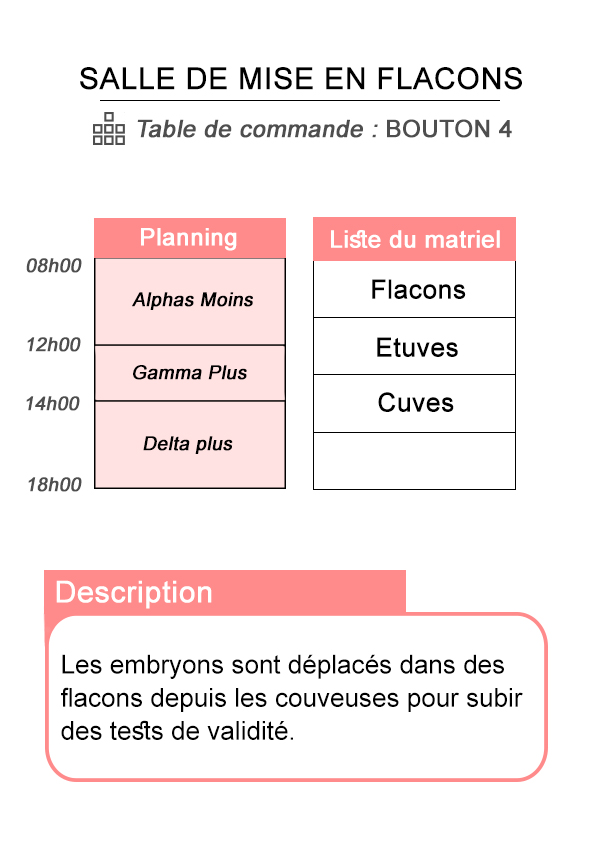 SALLE DE MISE EN FLACONS
Table de commande : BOUTON 4
Planning
Liste du matriel
08h00
Alphas Moins
Flacons
12h00
Etuves
Gamma Plus
14h00
Cuves
Delta plus
18h00
Description
Les embryons sont déplacés dans des
flacons depuis les couveuses pour subir
des tests de validité.